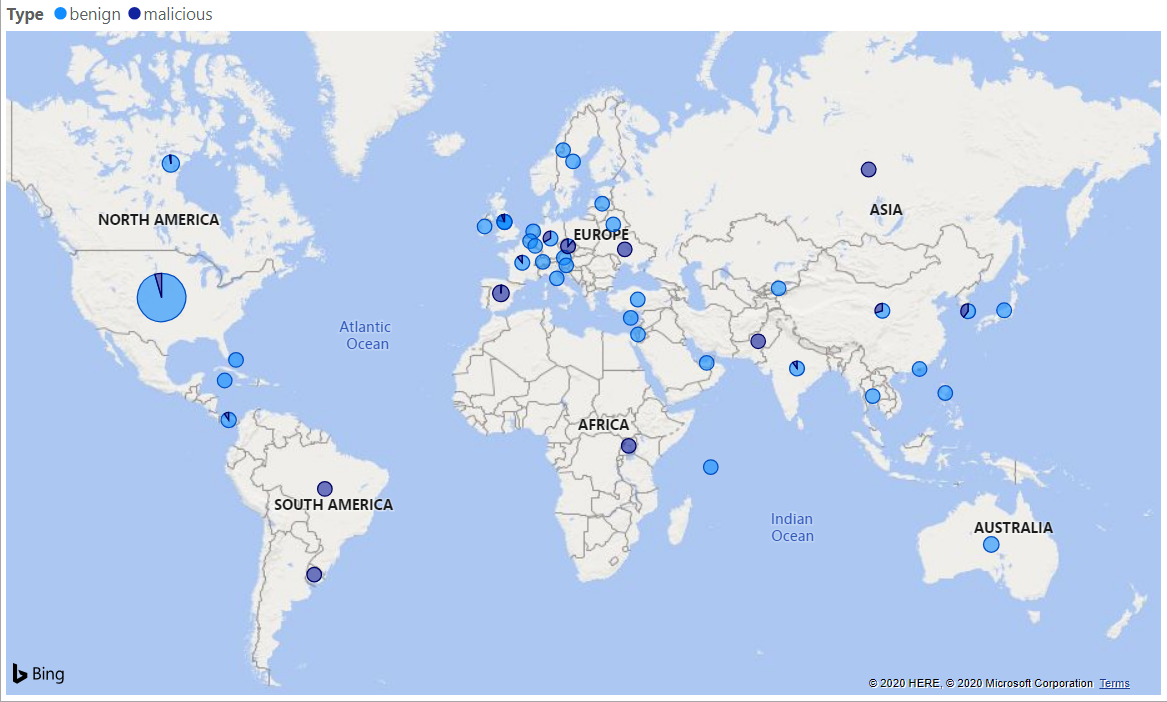 Type benign malicious
NORTH AMERICA
ASIA
EUROPE
Atlantic
Ocean
AFRICA
SOUTH AMERICA
Indian
Ocean
AUSTRALIA
Bing
© 2020 HERE, © 2020 Microsoft Corporation Terms